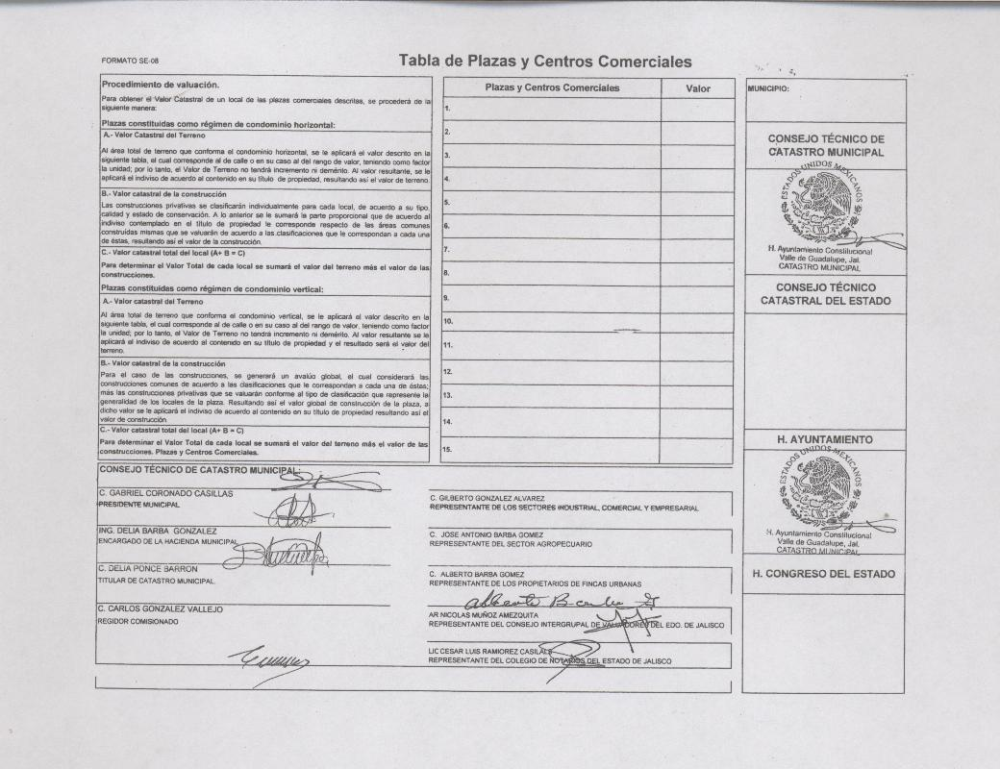 FORMATO SE-08
Tabla de Plazas y Centros Comerciales
Procedimiento de valuación.
Para obtener el Valor Catastral de un local de las plazas comerciales descritas, se procederá de la
siguiente manera:
Plazas constituidas como régimen de condominio horizontal:
A.- Valor Catastral del Terreno
Al área total de terreno que conforma el condominio horizontal, se le aplicará el valor descrito en la
siguiente tabla, el cual corresponde al de calle o en su caso al del rango de valor, teniendo como factor
la unidad; por lo tanto, el Valor de Terreno no tendrá incremento ni demérito. Al valor resultante, se le
aplicará el indiviso de acuerdo al contenido en su título de propiedad, resultando así el valor de terreno.
B.- Valor catastral de la construcción
Las construcciones privativas se clasificarán individualmente para cada local, de acuerdo a su tipo,
calidad y estado de conservación. A lo anterior se le sumará la parte proporcional que de acuerdo al
indiviso contemplado en el título de propiedad le corresponde respecto de las áreas comunes
construidas mismas que se valuarán de acuerdo a las clasificaciones que le correspondan a cada una
de éstas, resultando así el valor de la construcción.
C.- Valor catastral total del local (A+ B = C)
Para determinar el Valor Total de cada local se sumará el valor del terreno más el valor de las
construcciones.
Plazas constituidas como régimen de condominio vertical:
A.- Valor catastral del Terreno
Al área total de terreno que conforma el condominio vertical, se le aplicará el valor descrito en la
siguiente tabla, el cual corresponde al de calle o en su caso al del rango de valor, teniendo como factor
la unidad; por lo tanto, el Valor de Terreno no tendrá incremento ni demérito. Al valor resultante se le
aplicará el indiviso de acuerdo al contenido en su título de propiedad y el resultado será el valor del
terreno.
B.- Valor catastral de la construcción
Para el caso de las construcciones, se generará un avalúo global, el cual considerará las
construcciones comunes de acuerdo a las clasificaciones que le correspondan a cada una de éstas;
más las construcciones privativas que se valuarán conforme al tipo de clasificación que represente la
generalidad de los locales de la plaza. Resultando así el valor global de construcción de la plaza, a
dicho valor se le aplicará el indiviso de acuerdo al contenido en su título de propiedad resultando así el
valor de construcción
C.- Valor catastral total del local (A+ B = C)
Para determinar el Valor Total de cada local se sumará el valor del terreno más el valor de las
construcciones. Plazas y Centros Comerciales.
Plazas y Centros Comerciales Valor
1.
2.
3.
4.
5.
6.
7.
8.
9.
10.
11.
12.
13.
14.
15.
MUNICIPIO:
CONSEJO TÉCNICO DE
CATASTRO MUNICIPAL
ESTADOS UNIDOS MEXICANOS
H. Ayuntamiento Constitucional
Valle de Guadalupe, Jal.
CATASTRO MUNICIPAL
CONSEJO TÉCNICO
CATASTRAL DEL ESTADO
H. AYUNTAMIENTO
ESTADOS UNIDOS MEXICANOS
H. Ayuntamiento Constitucional
Valle de Guadalupe, Jal.
CATASTRO MUNICIPAL
H. CONGRESO DEL ESTADO
CONSEJO TÉCNICO DE CATASTRO MUNICIPAL:
C. GABRIEL CORONADO CASILLAS
PRESIDENTE MUNICIPAL
ING. DELIA BARBA GONZALEZ
ENCARGADO DE LA HACIENDA MUNICIPAL
C. DELIA PONCE BARRON
TITULAR DE CATASTRO MUNICIPAL.
C. CARLOS GONZALEZ VALLEJO
REGIDOR COMISIONADO
C. GILBERTO GONZALEZ ALVAREZ
REPRESENTANTE DE LOS SECTORES INDUSTRIAL, COMERCIAL Y EMPRESARIAL
C. JOSE ANTONIO BARBA GOMEZ
REPRESENTANTE DEL SECTOR AGROPECUARIO
C. ALBERTO BARBA GOMEZ
REPRESENTANTE DE LOS PROPIETARIOS DE FINCAS URBANAS
Alberto Barba G
AR NICOLAS MUÑOZ AMEZQUITA
REPRESENTANTE DEL CONSEJO INTERGRUPAL DE VALUADORES DEL EDO. DE JALISCO
LIC CESAR LUIS RAMIOREZ CASILALS
REPRESENTANTE DEL COLEGIO DE NOTARIOS DEL ESTADO DE JALISCO